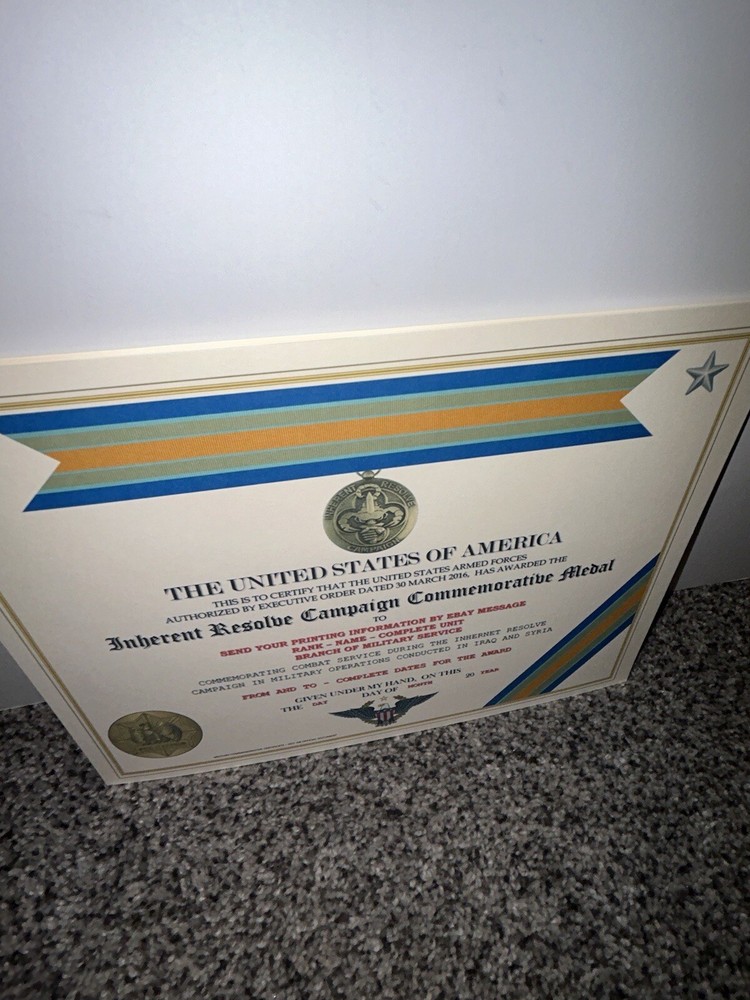 INHERENT RESOLVE
CAMPAIGN
THE UNITED STATES OF AMERICA
THIS IS TO CERTIFY THAT THE UNITED STATES ARMED FORCES
AUTHORIZED BY EXECUTIVE ORDER DATED 30 MARCH 2016, HAS AWARDED THE
Inherent Resolve Campaign Commemorative Medal
TO
SEND YOUR PRINTING INFORMATION BY EBAY MESSAGE
RANK - NAME - COMPLETE UNIT
BRANCH OF MILITARY SERVICE
COMMEMORATING COMBAT SERVICE DURING THE INHERNET RESOLVE
CAMPAIGN IN MILITARY OPERATIONS CONDUCTED IN IRAQ AND SYRIA
FROM AND TO - COMPLETE DATES FOR THE AWARD
GIVEN UNDER MY HAND, ON THIS
THE DAY DAY OF MONTH 20 YEAR